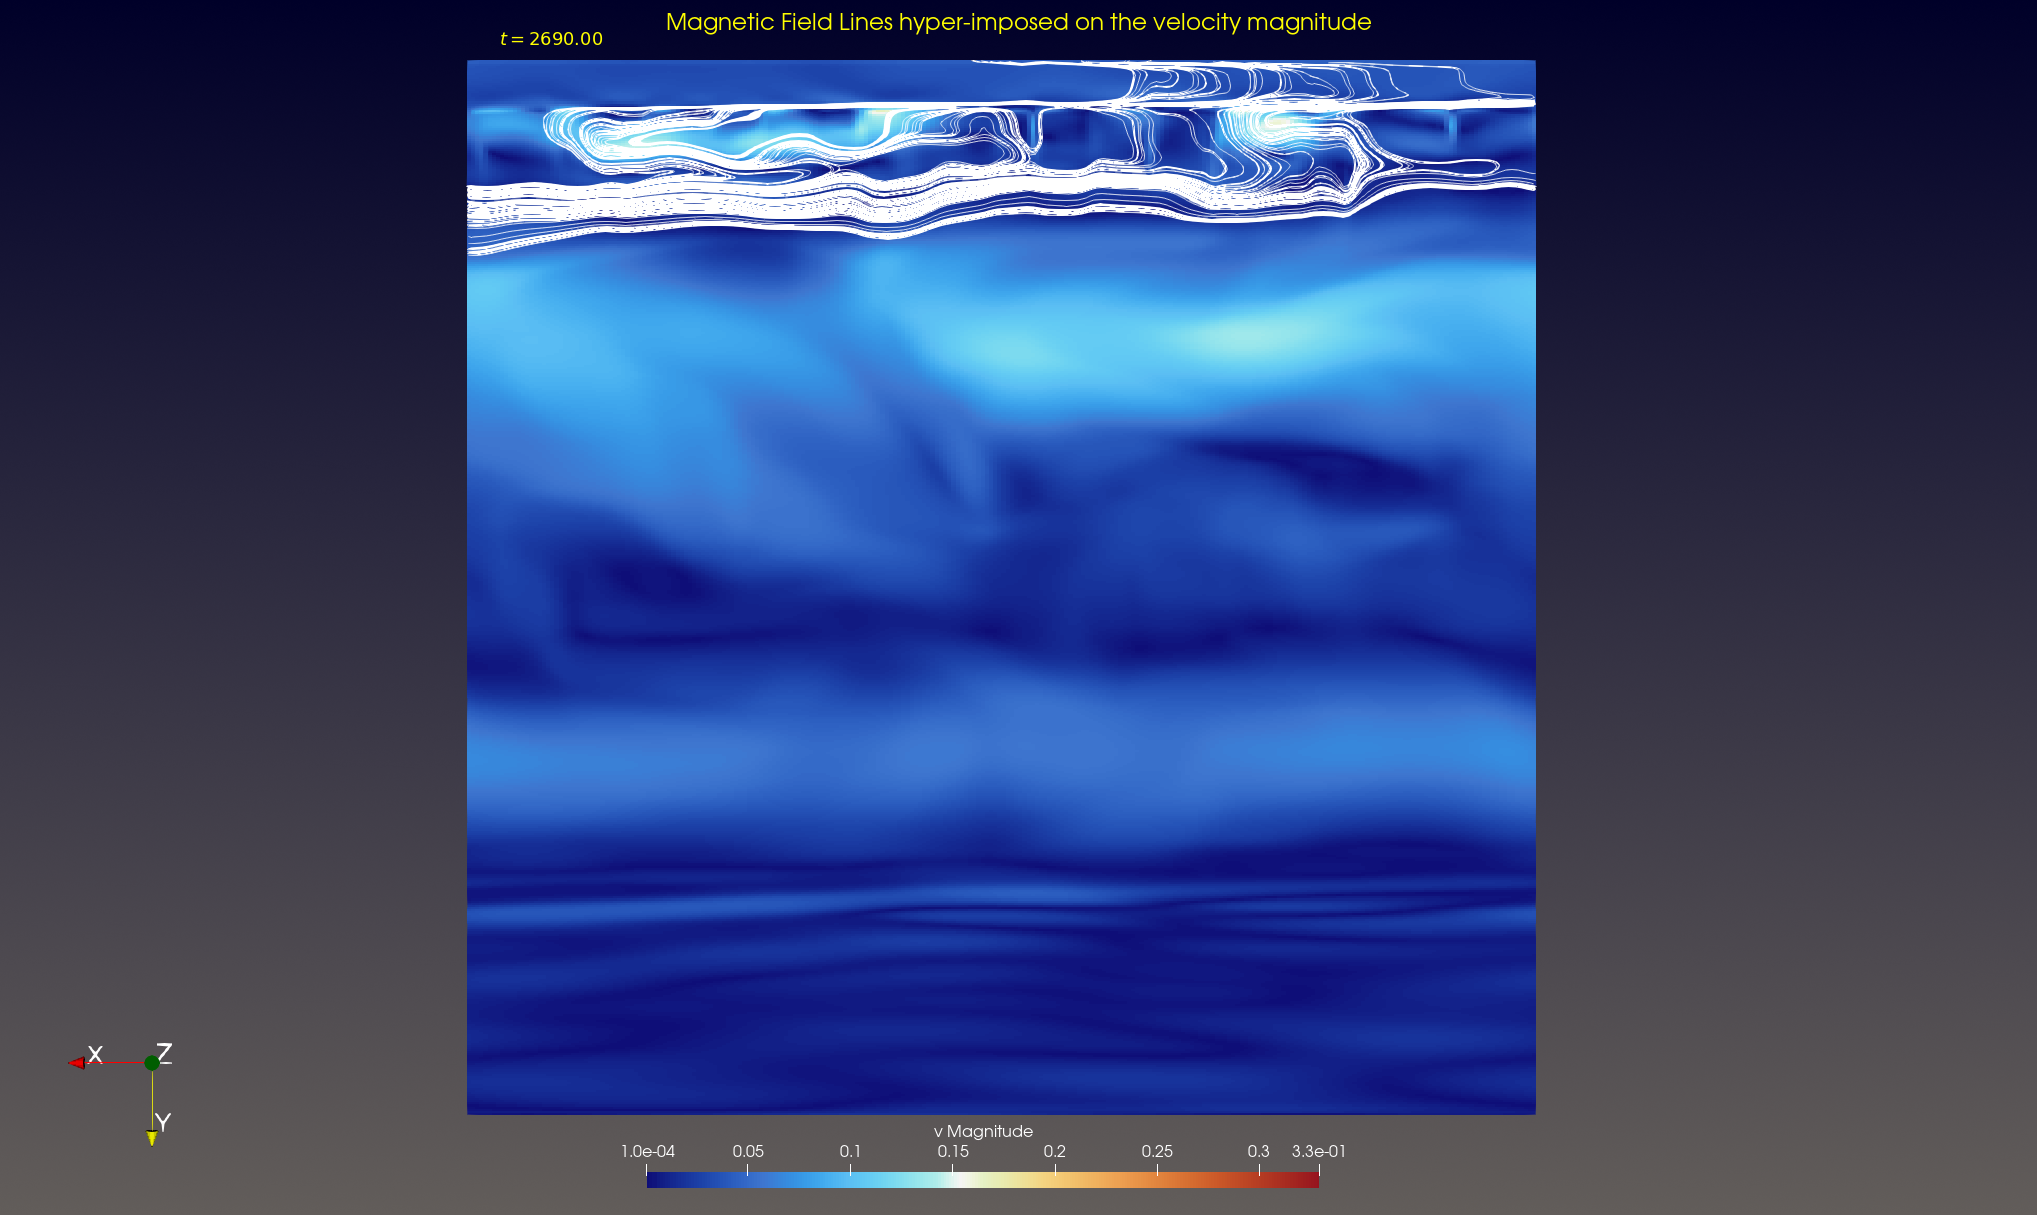 Magnetic Field Lines hyper-imposed on the velocity magnitude
t = 2690.00
X
Z
Y
v Magnitude
1.0e-04 0.05 0.1 0.15 0.2 0.25 0.3 3.3e-01